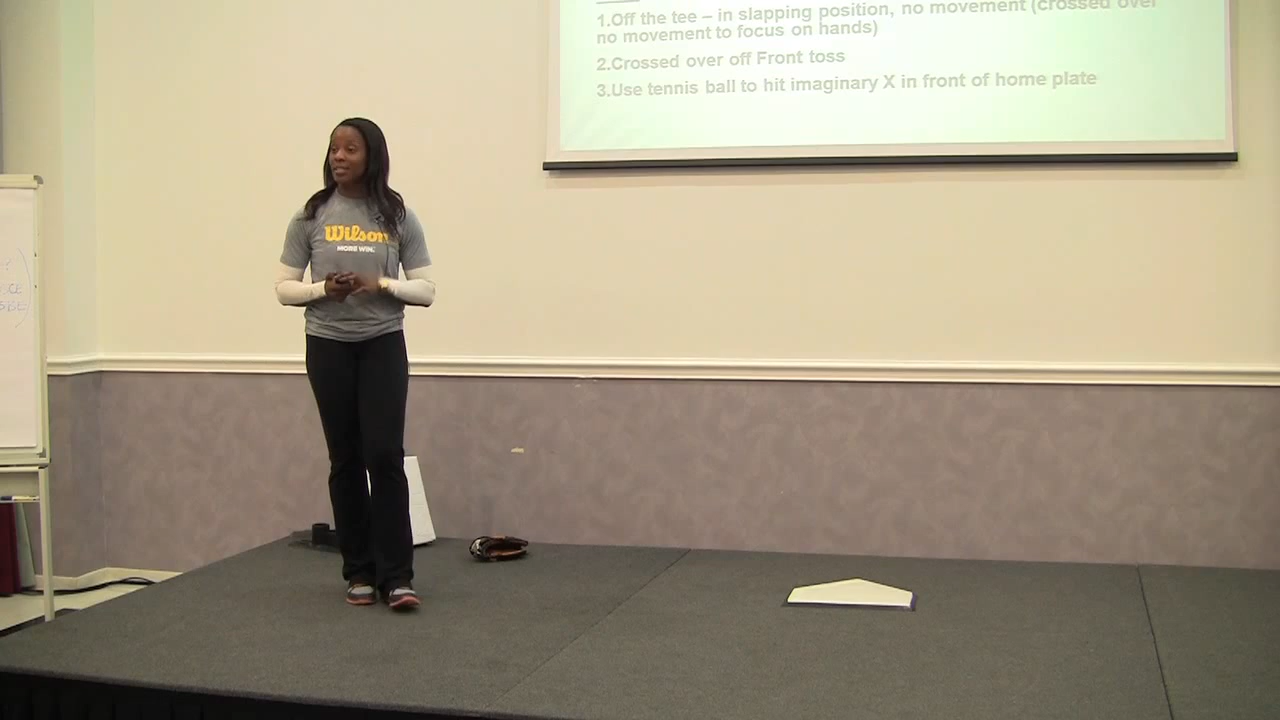 1.Off the tee – in slapping position, no movement (crossed over
no movement to focus on hands)
2.Crossed over off Front toss
3.Use tennis ball to hit imaginary X in front of home plate
Wilson
MORE WIN.